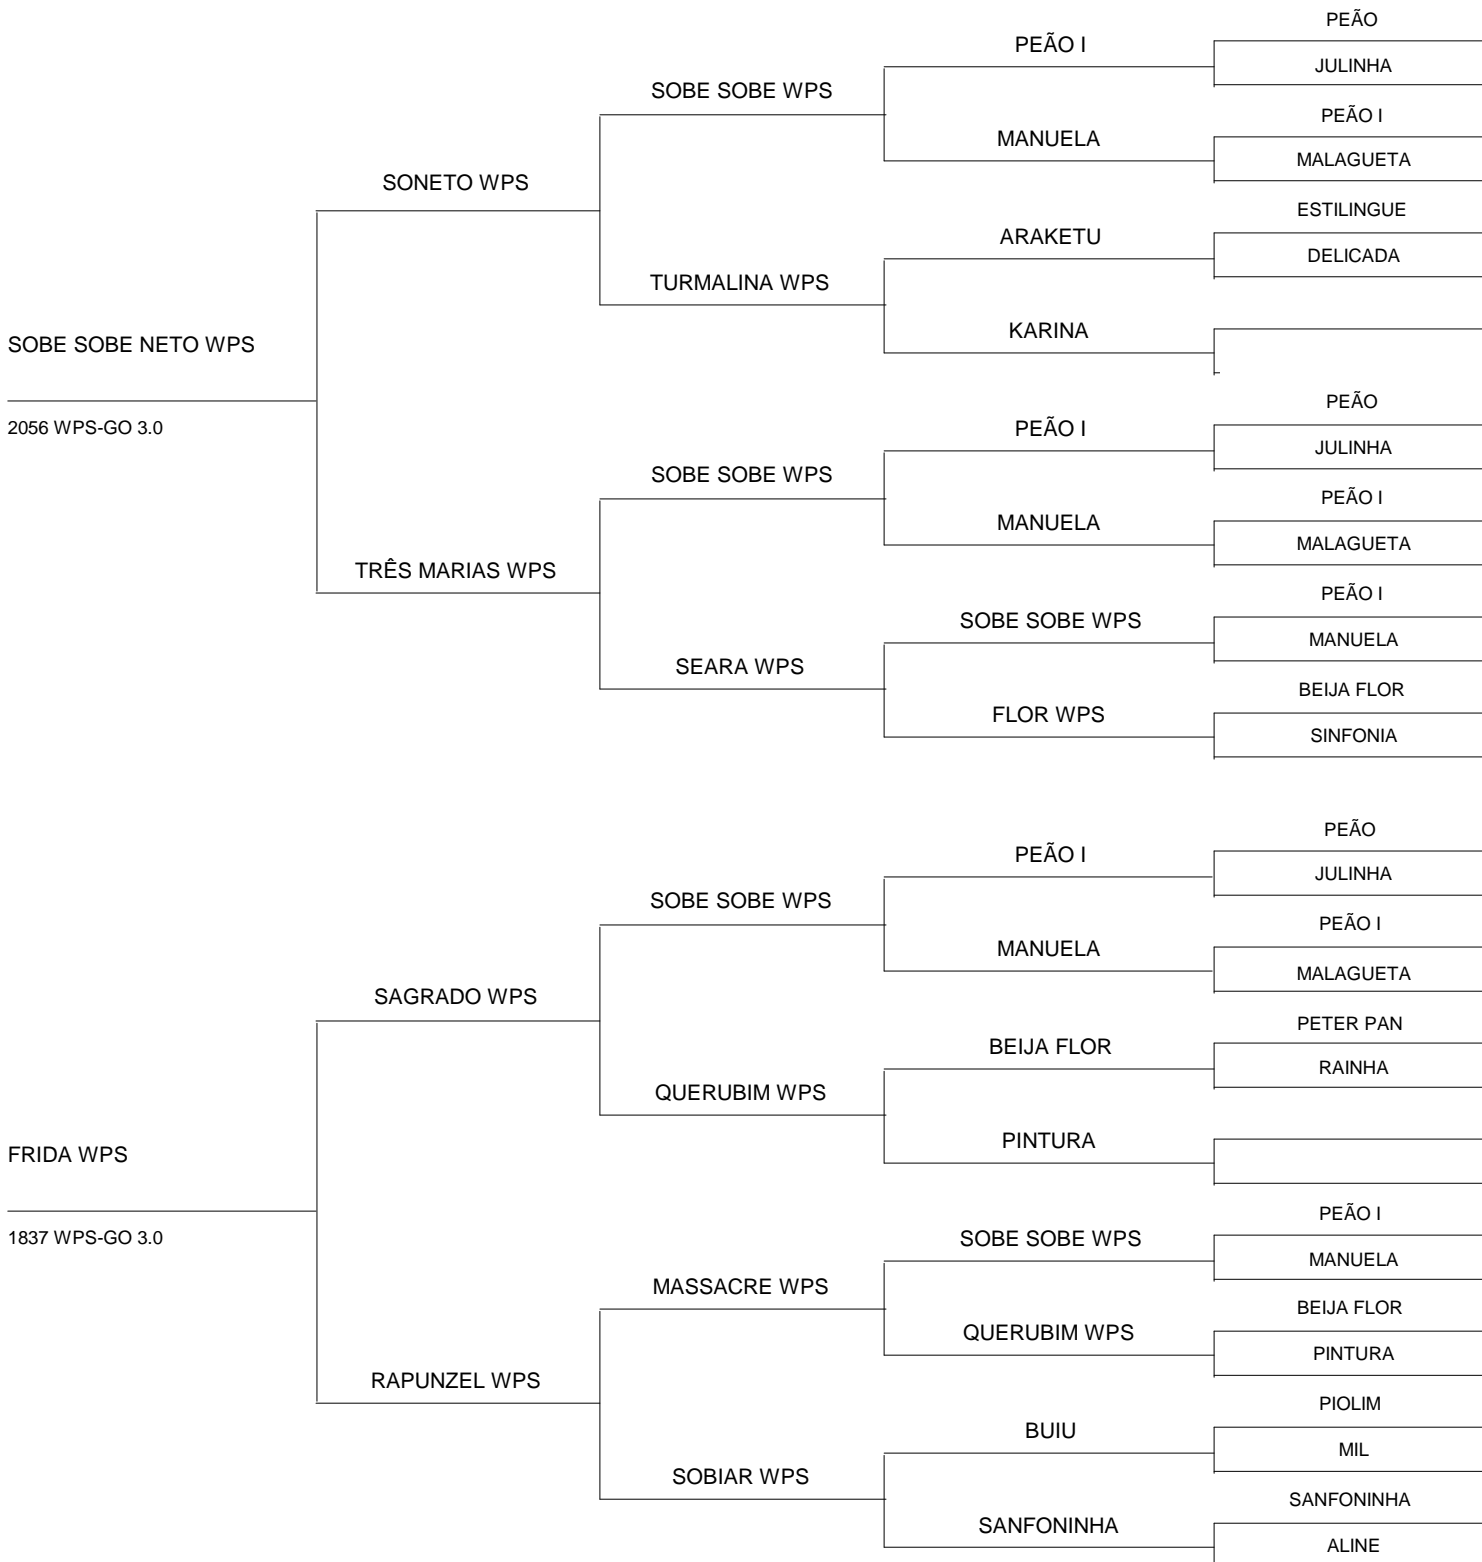 PEÃO
PEÃO I
JULINHA
SOBE SOBE WPS
PEÃO I
MANUELA
MALAGUETA
SONETO WPS
ESTILINGUE
ARAKETU
DELICADA
TURMALINA WPS
KARINA
SOBE SOBE NETO WPS
2056 WPS-GO 3.0
PEÃO
PEÃO I
JULINHA
SOBE SOBE WPS
PEÃO I
MANUELA
MALAGUETA
TRÊS MARIAS WPS
PEÃO I
SOBE SOBE WPS
MANUELA
SEARA WPS
BEIJA FLOR
FLOR WPS
SINFONIA
PEÃO
PEÃO I
JULINHA
SOBE SOBE WPS
PEÃO I
MANUELA
MALAGUETA
SAGRADO WPS
PETER PAN
BEIJA FLOR
RAINHA
QUERUBIM WPS
PINTURA
FRIDA WPS
1837 WPS-GO 3.0
PEÃO I
SOBE SOBE WPS
MANUELA
MASSACRE WPS
BEIJA FLOR
QUERUBIM WPS
PINTURA
RAPUNZEL WPS
PIOLIM
BUIU
MIL
SOBIAR WPS
SANFONINHA
SANFONINHA
ALINE